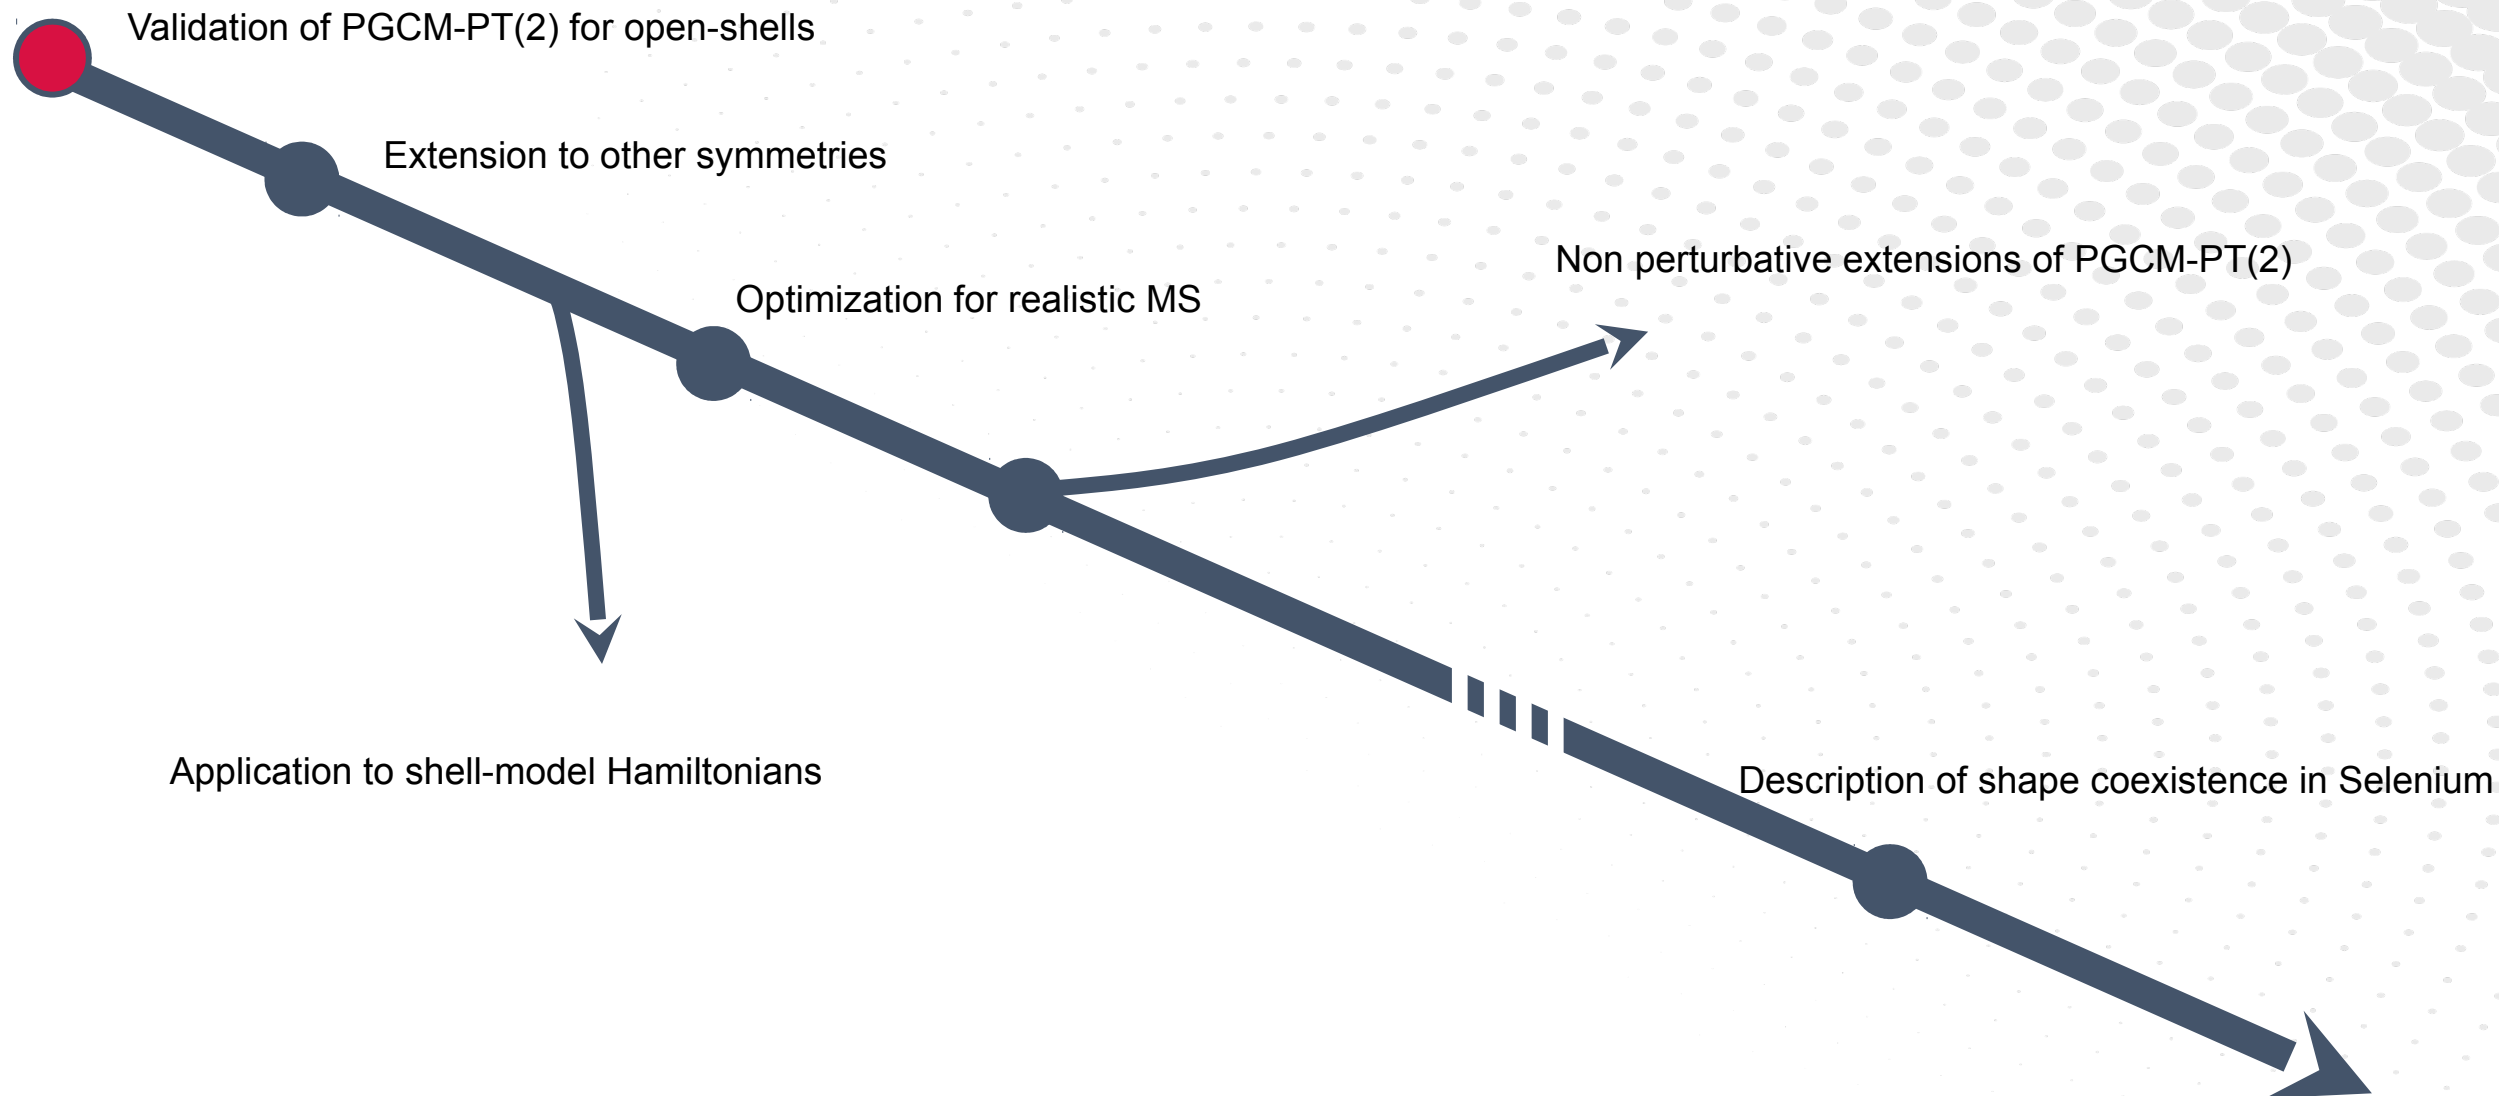 Validation of PGCM-PT(2) for open-shells
Extension to other symmetries
Non perturbative extensions of PGCM-PT(2)
Optimization for realistic MS
Application to shell-model Hamiltonians
Description of shape coexistence in Selenium